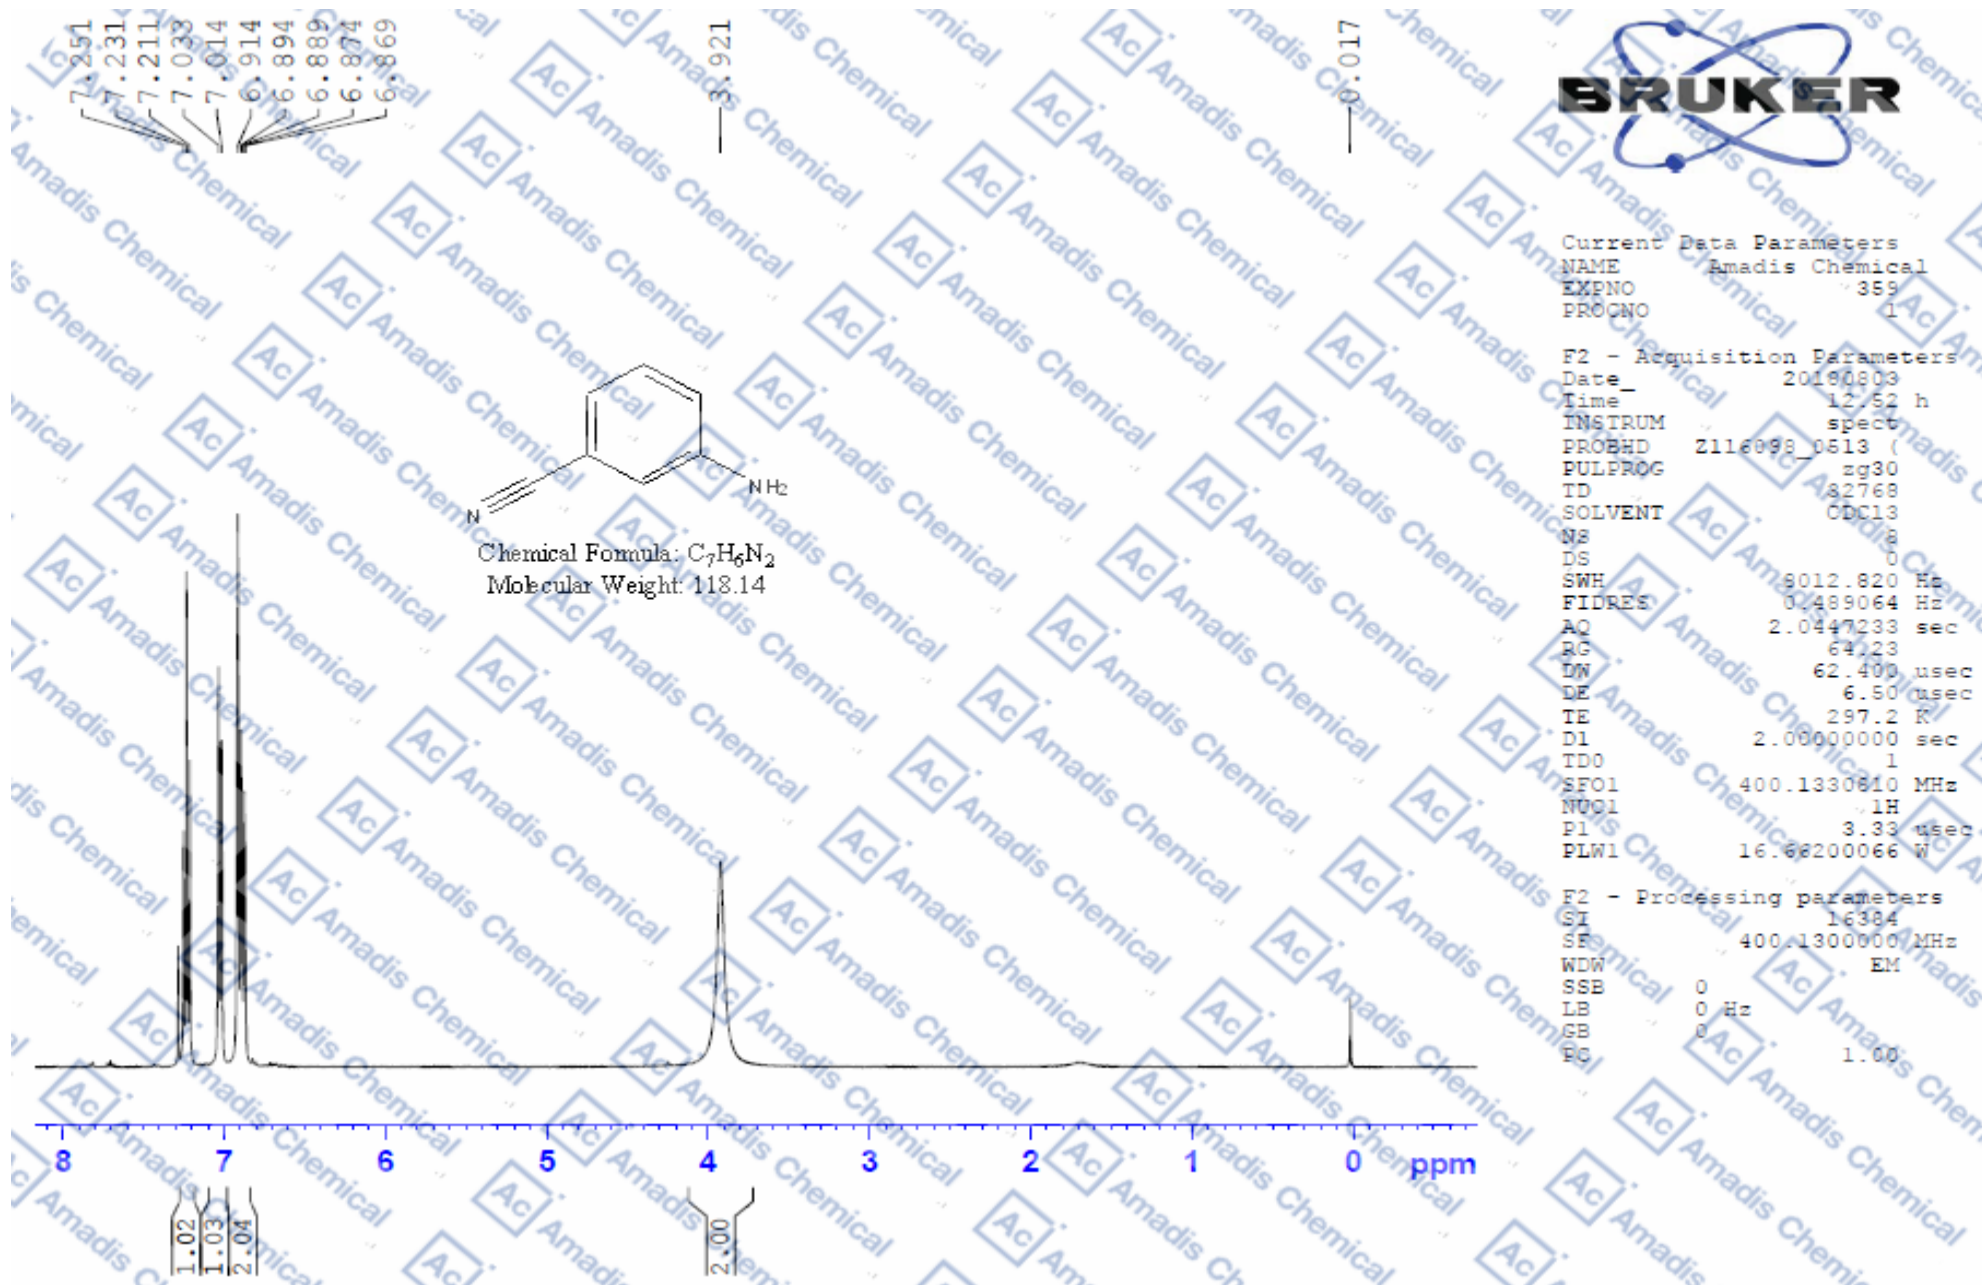 7.251
7.231
7.211
7.033
7.014
6.914
6.894
6.889
6.874
6.869
3.921
0.017
BRUKER
Current Data Parameters
NAME Amadis Chemical
EXPNO 359
PROCNO 1
F2 - Acquisition Parameters
Date_ 20190803
Time 12.52 h
INSTRUM spect
PROBHD Z116098_0513 (
PULPROG zg30
TD 32768
SOLVENT CDCl3
NS 8
DS 0
SWH 8012.820 Hz
FIDRES 0.489064 Hz
AQ 2.0447233 sec
RG 64.23
DW 62.400 usec
DE 6.50 usec
TE 297.2 K
D1 2.00000000 sec
TD0 1
SFO1 400.1330610 MHz
NUC1 1H
P1 3.33 usec
PLW1 16.66200066 W
F2 - Processing parameters
SI 16384
SF 400.1300000 MHz
WDW EM
SSB 0
LB 0 Hz
GB 0
PC 1.00
N
NH2
Chemical Formula: C7H6N2
Molecular Weight: 118.14
8 7 6 5 4 3 2 1 0 ppm
1.02
1.03
2.04
2.00
Ac Amadis Chemical